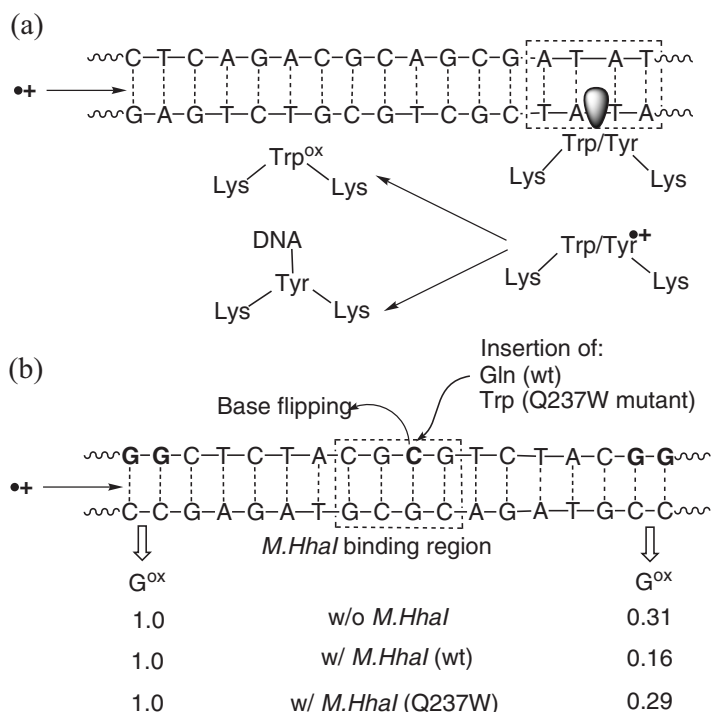 (a)
C-T-C-A-G-A-C-G-C-A-G-C-G-A-T-A-T
•+
G-A-G-T-C-T-G-C-G-T-C-G-C-T-A-T-A
Trp^ox Trp/Tyr
Lys Lys Lys Lys
DNA
Trp/Tyr^•+
Tyr Lys Lys
Lys Lys
(b)
Insertion of:
Gln (wt)
Base flipping Trp (Q237W mutant)
G-G-C-T-C-T-A-C-G-C-G-T-C-T-A-C-G-G
•+
C-C-G-A-G-A-T-G-C-G-C-A-G-A-T-G-C-C
M.HhaI binding region
G^ox G^ox
1.0 w/o M.HhaI 0.31
1.0 w/ M.HhaI (wt) 0.16
1.0 w/ M.HhaI (Q237W) 0.29